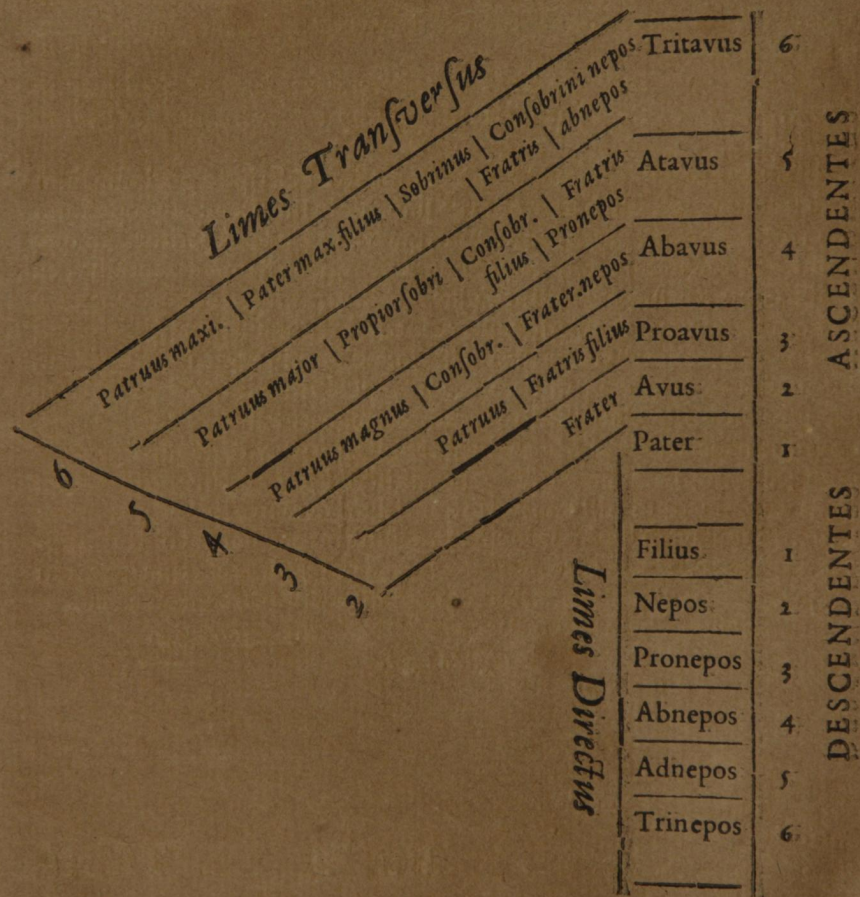 Limes Tranſverſus
Patruus maxi. | Pater max. filius | Sobrinus | Conſobrini nepos
| Fratris | abnepos
Patruus major | Propior ſobri | Conſobr. | Fratris
filius | Pronepos
Patruus magnus | Conſobr. | Frater. nepos
Patruus | Fratris filius
Frater
6
5
4
3
2
Tritavus 6
Atavus 5
Abavus 4
Proavus 3
Avus 2
Pater 1
Filius 1
Nepos 2
Pronepos 3
Abnepos 4
Adnepos 5
Trinepos 6
Limes Directus
ASCENDENTES
DESCENDENTES